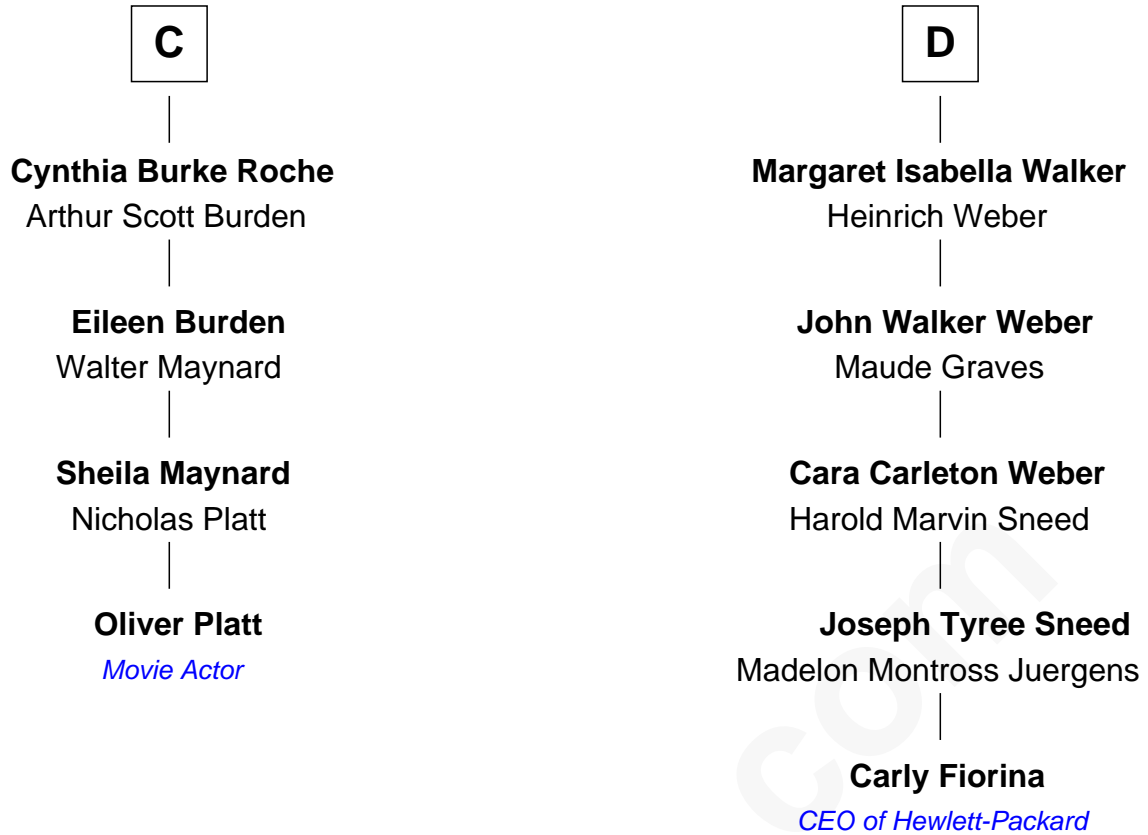 C
Cynthia Burke Roche
Arthur Scott Burden
Eileen Burden
Walter Maynard
Sheila Maynard
Nicholas Platt
Oliver Platt
Movie Actor
D
Margaret Isabella Walker
Heinrich Weber
John Walker Weber
Maude Graves
Cara Carleton Weber
Harold Marvin Sneed
Joseph Tyree Sneed
Madelon Montross Juergens
Carly Fiorina
CEO of Hewlett-Packard
com